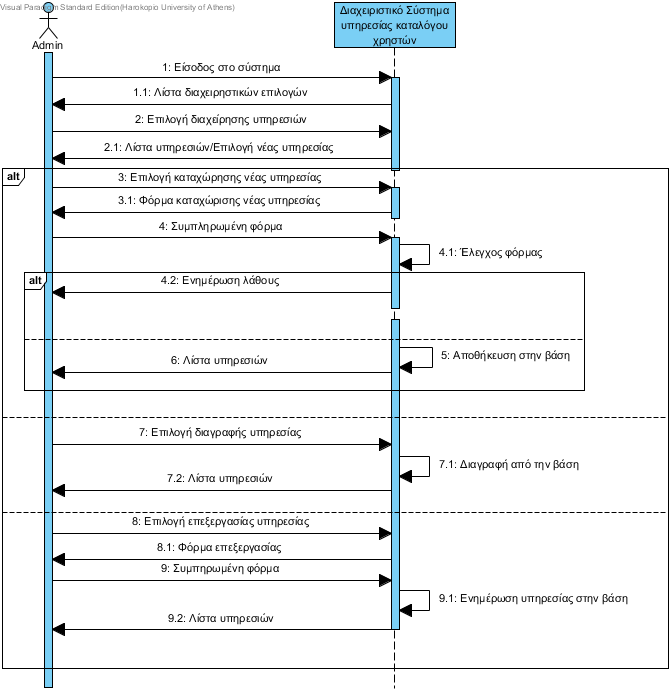 Visual Paradigm Standard Edition(Harokopio University of Athens)
Διαχειριστικό Σύστημα
υπηρεσίας καταλόγου
χρηστών
Admin
1: Είσοδος στο σύστημα
1.1: Λίστα διαχειρηστικών επιλογών
2: Επιλογή διαχείρησης υπηρεσιών
2.1: Λίστα υπηρεσιών/Επιλογή νέας υπηρεσίας
alt
3: Επιλογή καταχώρησης νέας υπηρεσίας
3.1: Φόρμα καταχώρισης νέας υπηρεσίας
4: Συμπληρωμένη φόρμα
4.1: Έλεγχος φόρμας
alt
4.2: Ενημέρωση λάθους
5: Αποθήκευση στην βάση
6: Λίστα υπηρεσιών
7: Επιλογή διαγραφής υπηρεσίας
7.1: Διαγραφή από την βάση
7.2: Λίστα υπηρεσιών
8: Επιλογή επεξεργασίας υπηρεσίας
8.1: Φόρμα επεξεργασίας
9: Συμπηρωμένη φόρμα
9.1: Ενημέρωση υπηρεσίας στην βάση
9.2: Λίστα υπηρεσιών